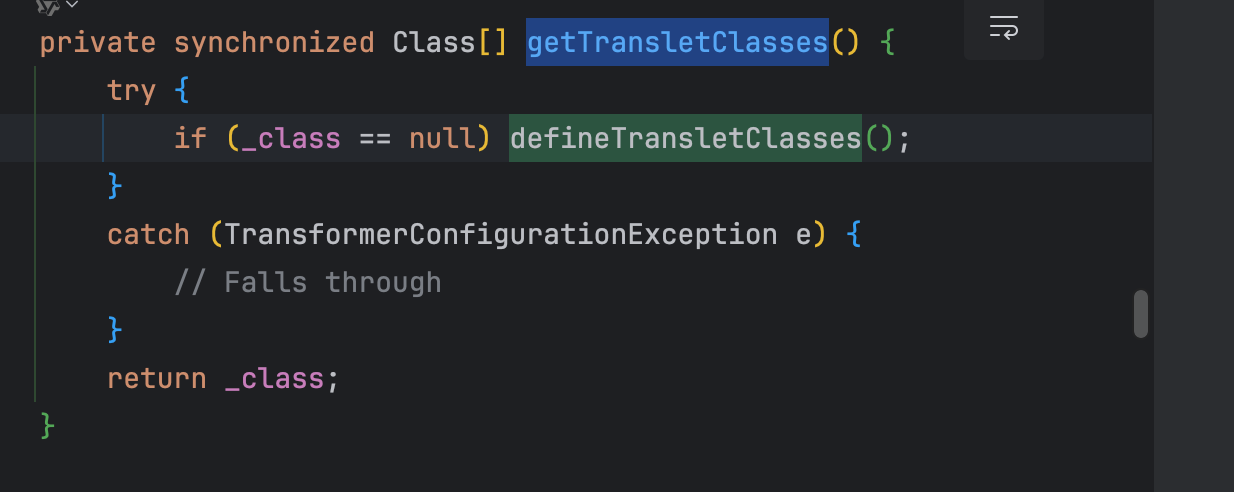 private synchronized Class[] getTransletClasses() {
try {
if (_class == null) defineTransletClasses();
}
catch (TransformerConfigurationException e) {
// Falls through
}
return _class;
}